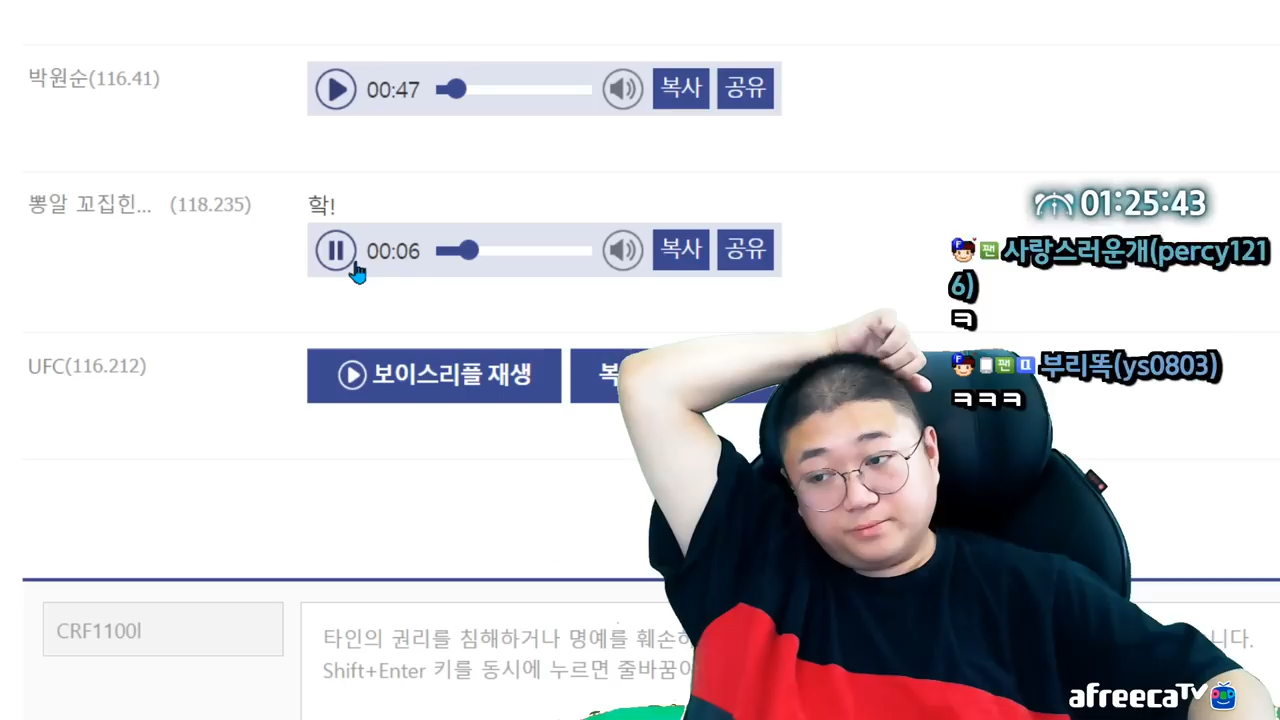 박원순(116.41)
00:47
복사
공유
뽕알 꼬집힌... (118.235)
학!
00:06
복사
공유
01:25:43
F 팬 사랑스러운개(percy121
6)
ㅋ
F 팬 부리똑(ys0803)
ㅋㅋㅋ
UFC(116.212)
보이스리플 재생
복
CRF1100l
타인의 권리를 침해하거나 명예를 훼손하
니다.
Shift+Enter 키를 동시에 누르면 줄바꿈이
afreecaTV